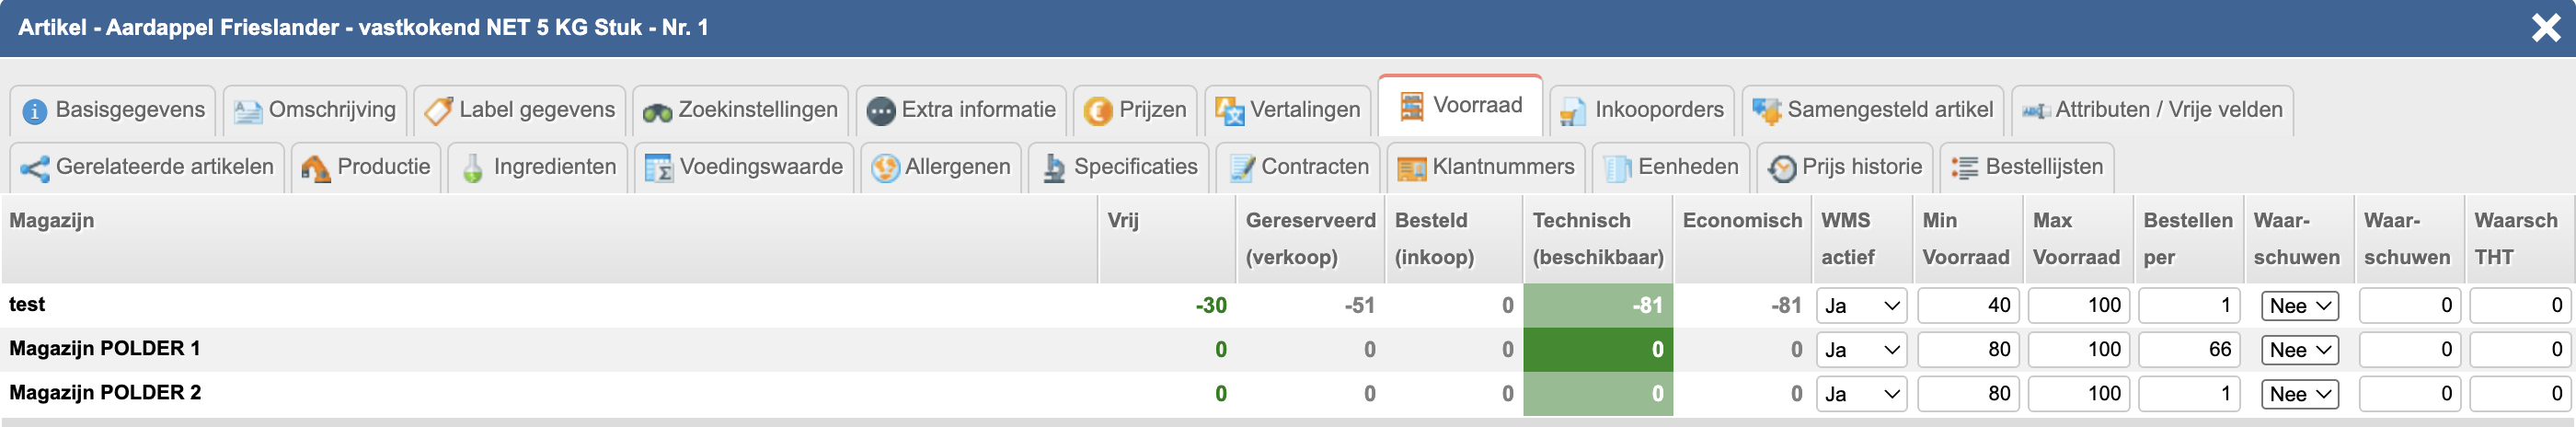 Artikel - Aardappel Frieslander - vastkokend NET 5 KG Stuk - Nr. 1
Basisgegevens Omschrijving Label gegevens Zoekinstellingen Extra informatie Prijzen Vertalingen Voorraad Inkooporders Samengesteld artikel Attributen / Vrije velden
Gerelateerde artikelen Productie Ingredienten Voedingswaarde Allergenen Specificaties Contracten Klantnummers Eenheden Prijs historie Bestellijsten
Magazijn Vrij Gereserveerd Besteld Technisch Economisch WMS Min Max Bestellen Waar- Waar- Waarsch
(verkoop) (inkoop) (beschikbaar) actief Voorraad Voorraad per schuwen schuwen THT
test -30 -51 0 -81 -81 Ja 40 100 1 Nee 0 0
Magazijn POLDER 1 0 0 0 0 0 Ja 80 100 66 Nee 0 0
Magazijn POLDER 2 0 0 0 0 0 Ja 80 100 1 Nee 0 0